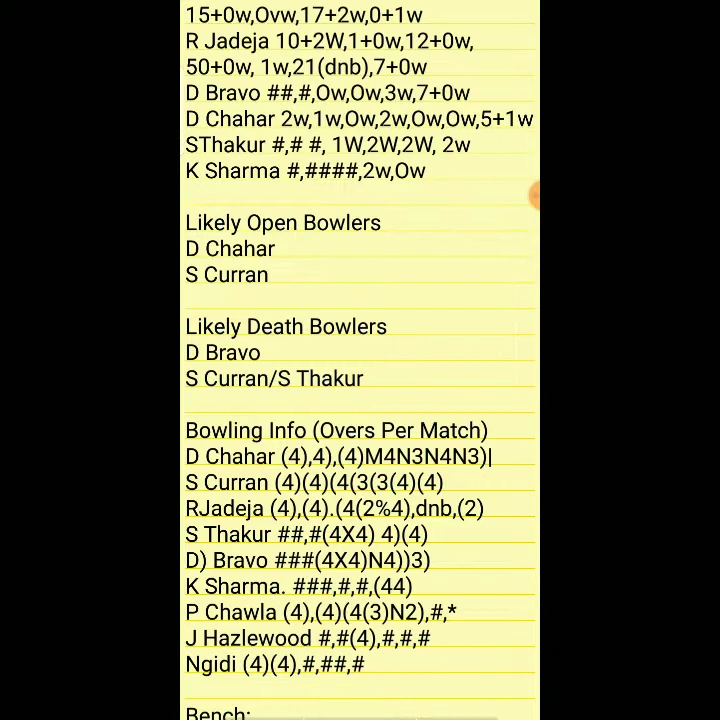 15+0w,Ovw,17+2w,0+1w
R Jadeja 10+2W,1+0w,12+0w,
50+0w, 1w,21(dnb),7+0w
D Bravo ##,#,Ow,Ow,3w,7+0w
D Chahar 2w,1w,Ow,2w,Ow,Ow,5+1w
SThakur #,# #, 1W,2W,2W, 2w
K Sharma #,####,2w,Ow
Likely Open Bowlers
D Chahar
S Curran
Likely Death Bowlers
D Bravo
S Curran/S Thakur
Bowling Info (Overs Per Match)
D Chahar (4),4),(4)M4N3N4N3)|
S Curran (4)(4)(4(3(3(4)(4)
RJadeja (4),(4).(4(2%4),dnb,(2)
S Thakur ##,#(4X4) 4)(4)
D) Bravo ###(4X4)N4))3)
K Sharma. ###,#,#,(44)
P Chawla (4),(4)(4(3)N2),#,*
J Hazlewood #,#(4),#,#,#
Ngidi (4)(4),#,##,#
Bench: